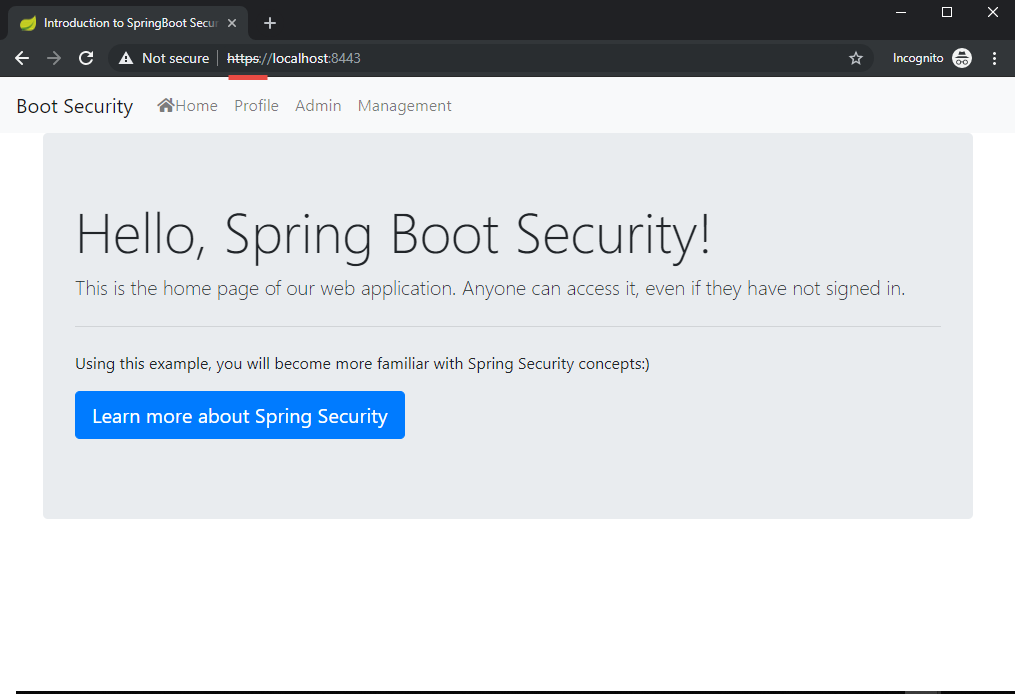 Introduction to SpringBoot Secur
Not secure
https://localhost:8443
Incognito
Boot Security
Home
Profile
Admin
Management
Hello, Spring Boot Security!
This is the home page of our web application. Anyone can access it, even if they have not signed in.
Using this example, you will become more familiar with Spring Security concepts:)
Learn more about Spring Security